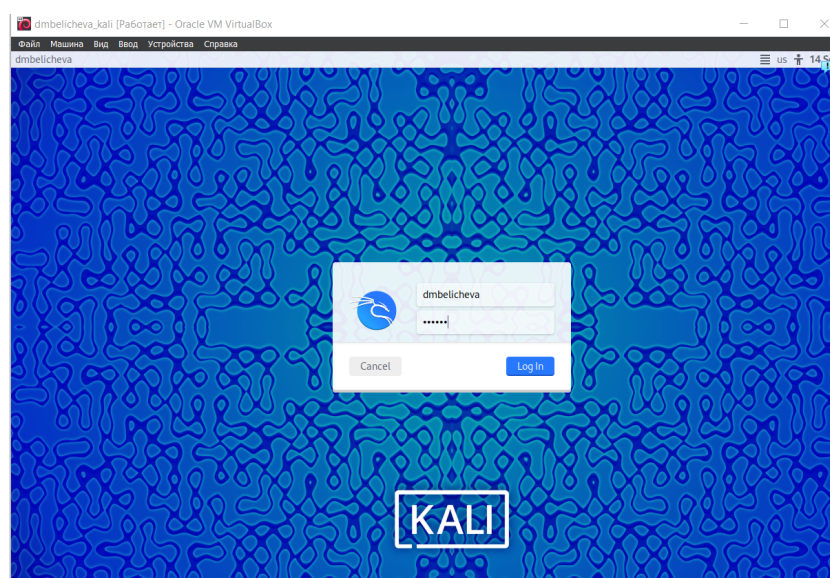 dmbelicheva_kali [Работает] - Oracle VM VirtualBox
Файл Машина Вид Ввод Устройства Справка
dmbelicheva us
dmbelicheva
••••••
Cancel Log In
KALI